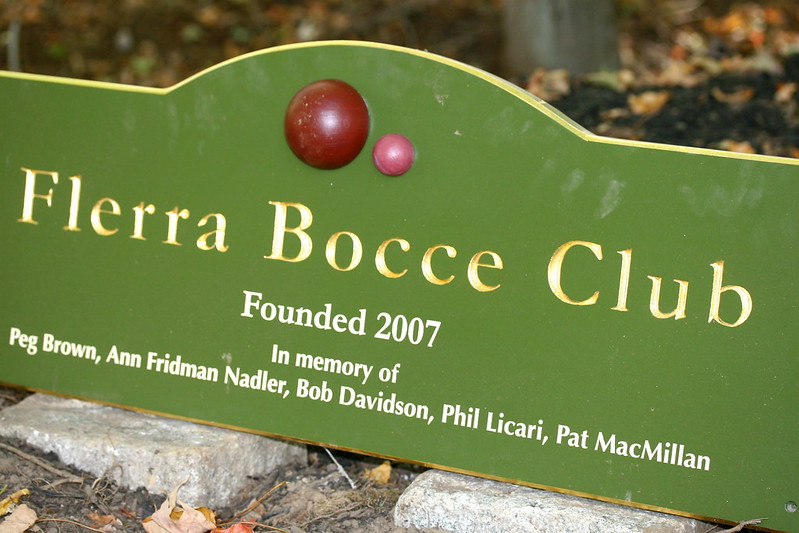 Flerra Bocce Club
Founded 2007
In memory of
Peg Brown, Ann Fridman Nadler, Bob Davidson, Phil Licari, Pat MacMillan